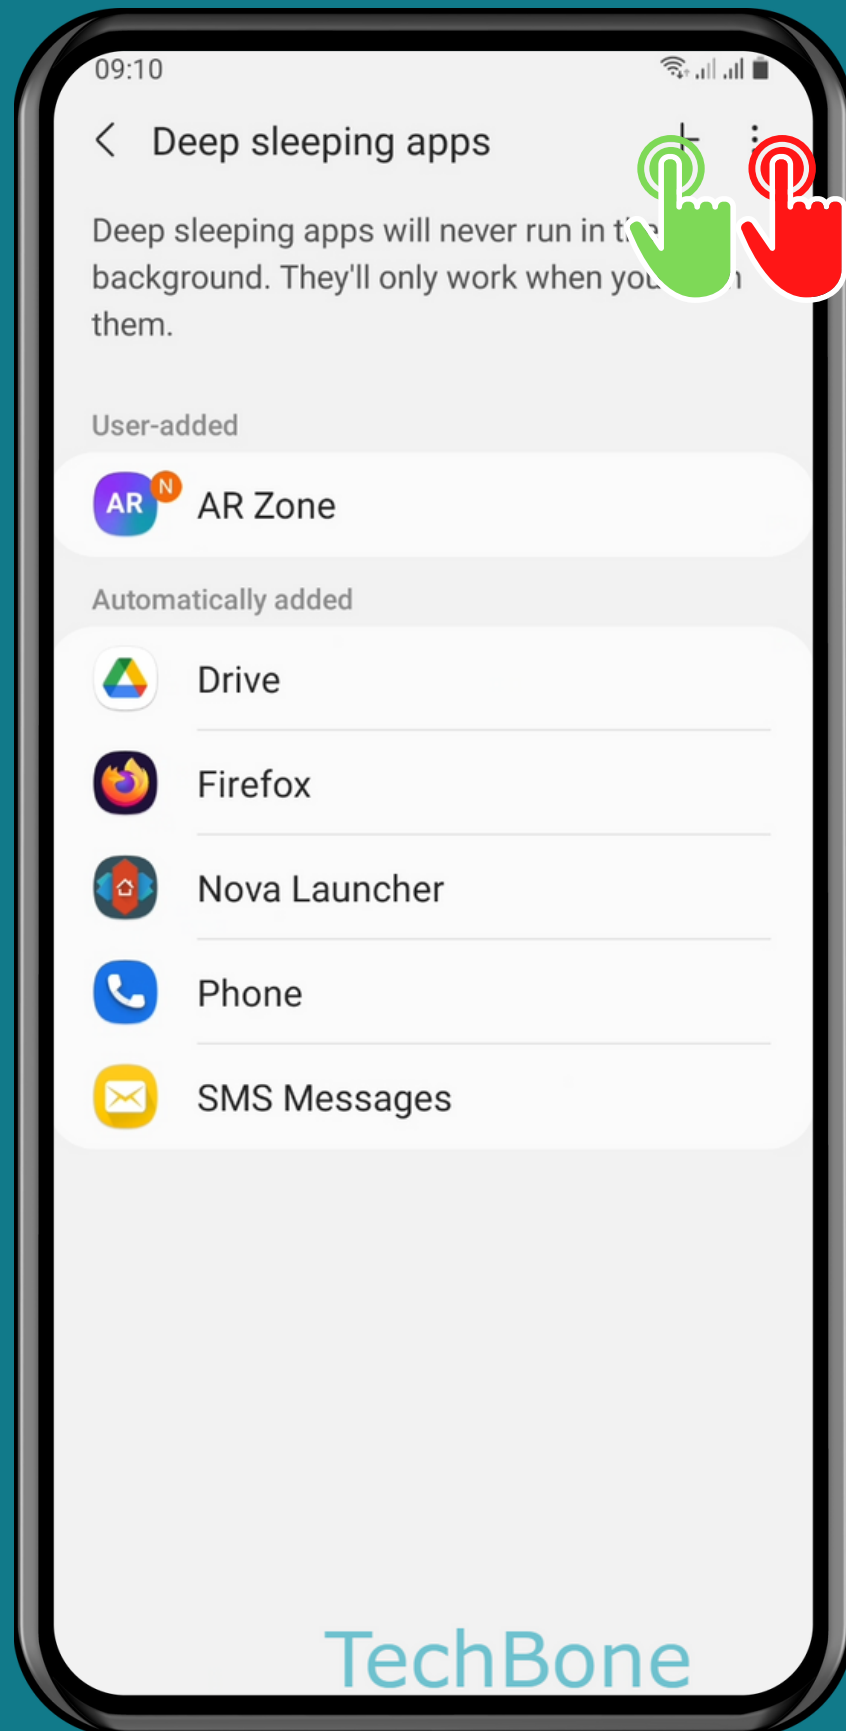 09:10
Deep sleeping apps
Deep sleeping apps will never run in the
background. They'll only work when you
them.
User-added
AR N AR Zone
Automatically added
Drive
Firefox
Nova Launcher
Phone
SMS Messages
TechBone